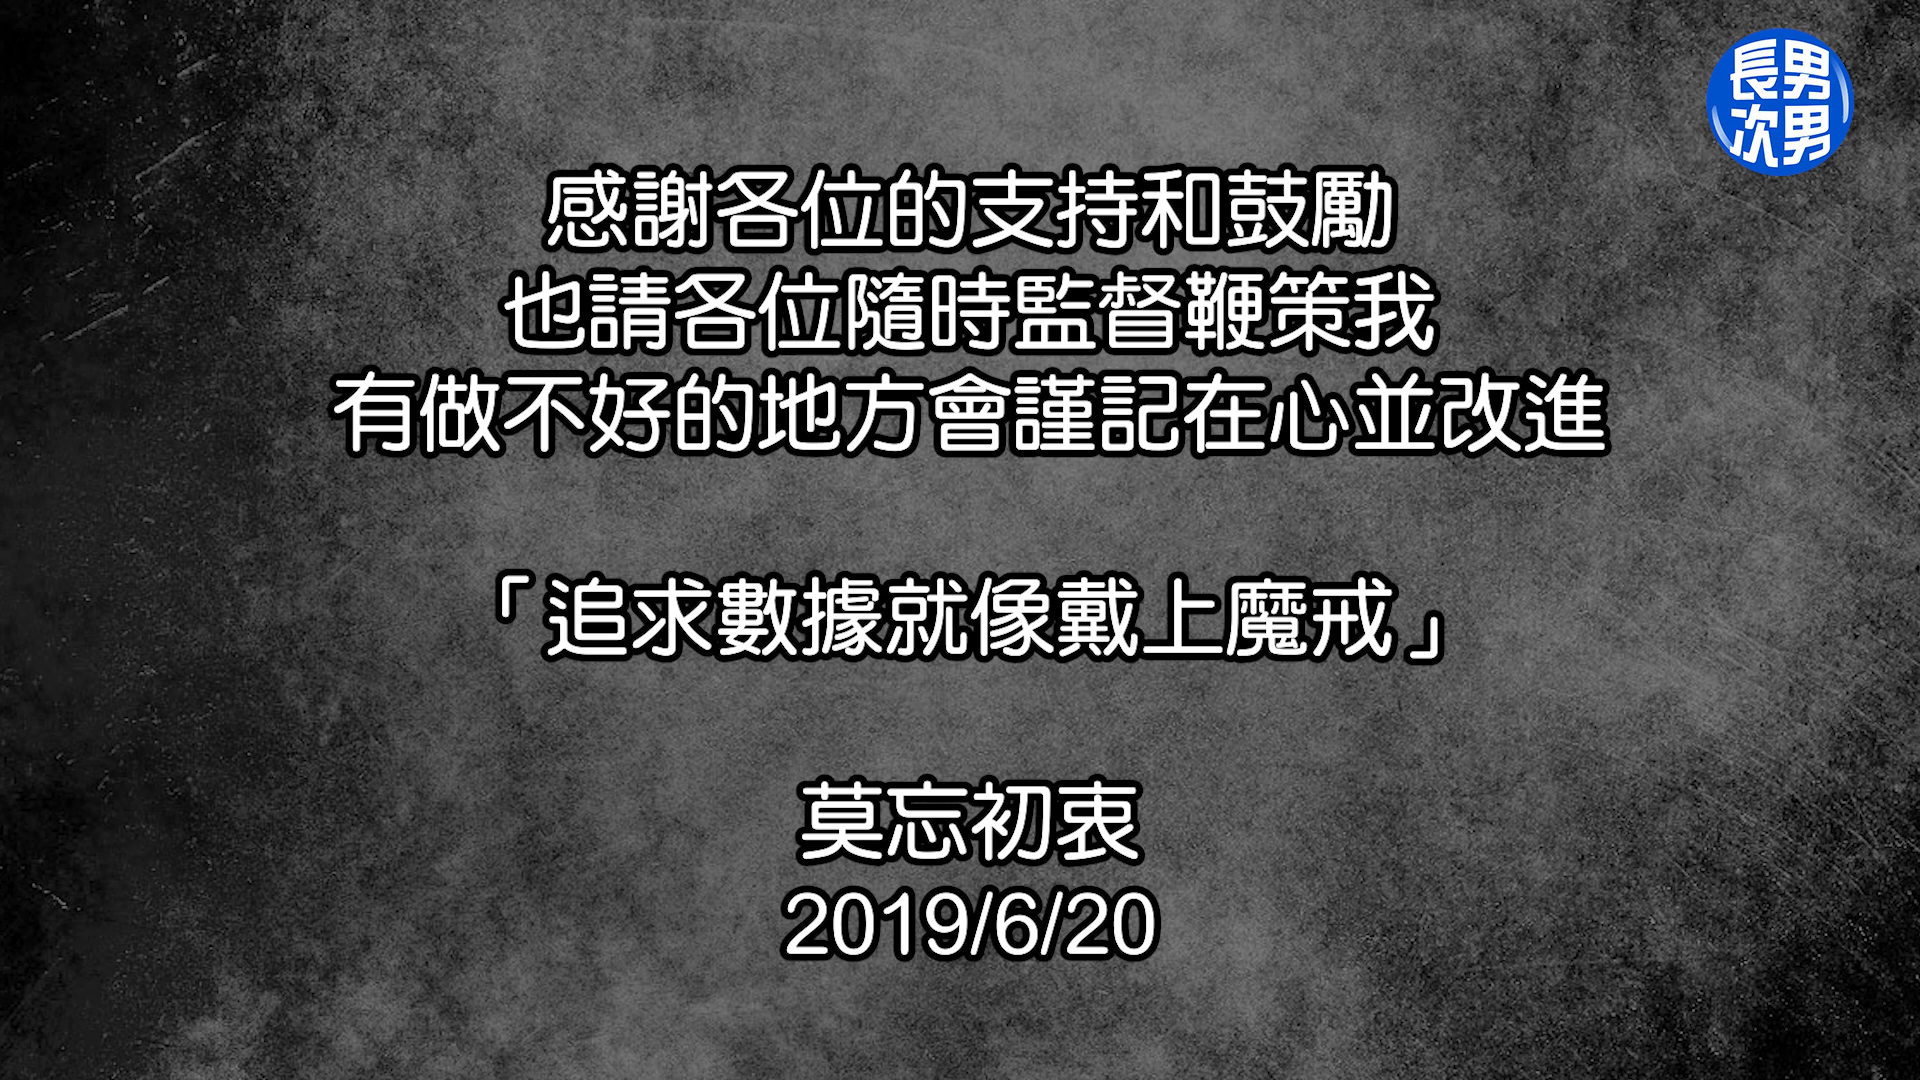 長男
次男
感謝各位的支持和鼓勵
也請各位隨時監督鞭策我
有做不好的地方會謹記在心並改進
「追求數據就像戴上魔戒」
莫忘初衷
2019/6/20